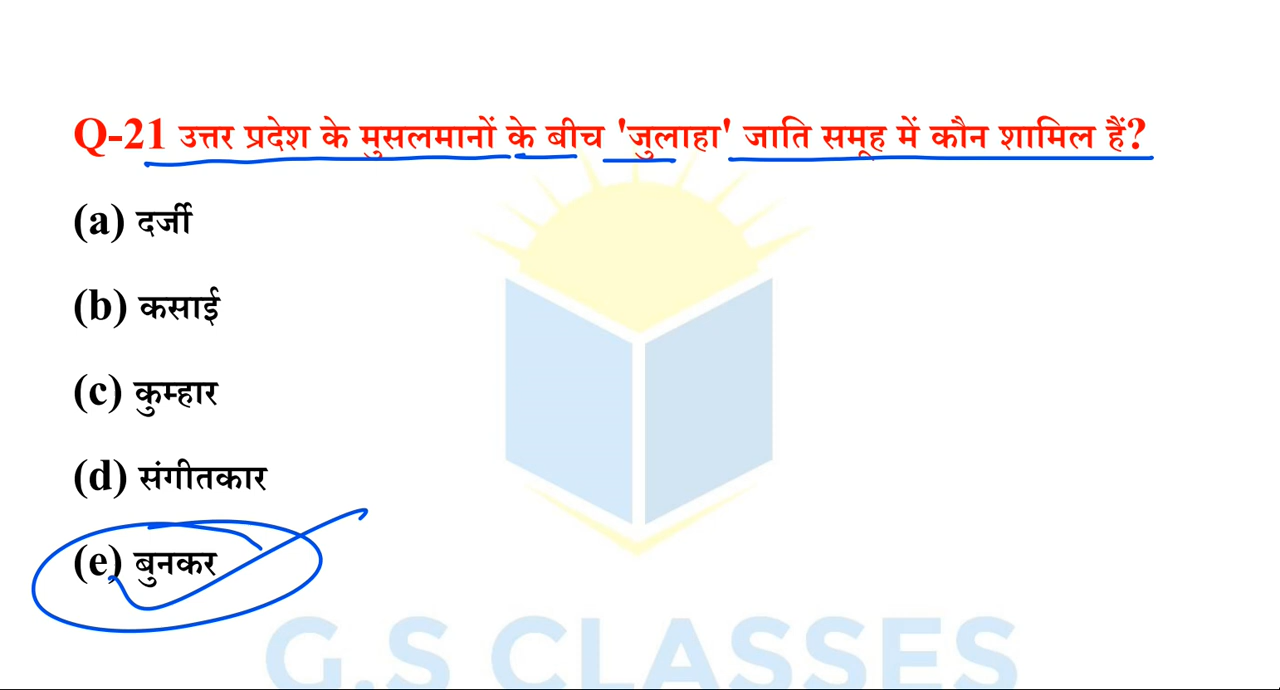 Q-21 उत्तर प्रदेश के मुसलमानों के बीच 'जुलाहा' जाति समूह में कौन शामिल हैं?
(a) दर्जी
(b) कसाई
(c) कुम्हार
(d) संगीतकार
(e) बुनकर
G.S CLASSES